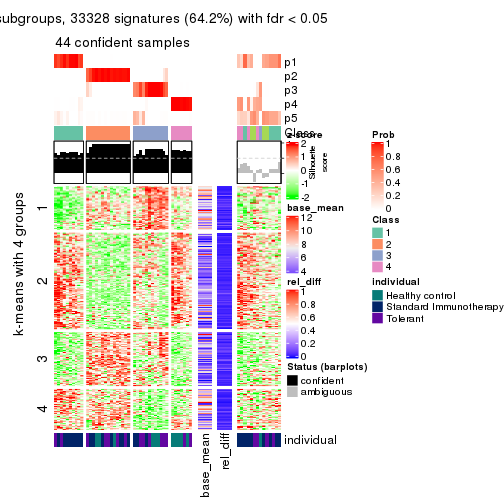 subgroups, 33328 signatures (64.2%) with fdr < 0.05
44 confident samples
p1
p2
p3
p4
p5
Class
Silhouette
score
k-means with 4 groups
1
2
3
4
base_mean
rel_diff
individual
z-score
2
1
0
-1
-2
base_mean
12
10
8
6
4
rel_diff
1
0.8
0.6
0.4
0.2
0
Status (barplots)
confident
ambiguous
Prob
1
0.8
0.6
0.4
0.2
0
Class
1
2
3
4
individual
Healthy control
Standard Immunotherapy
Tolerant